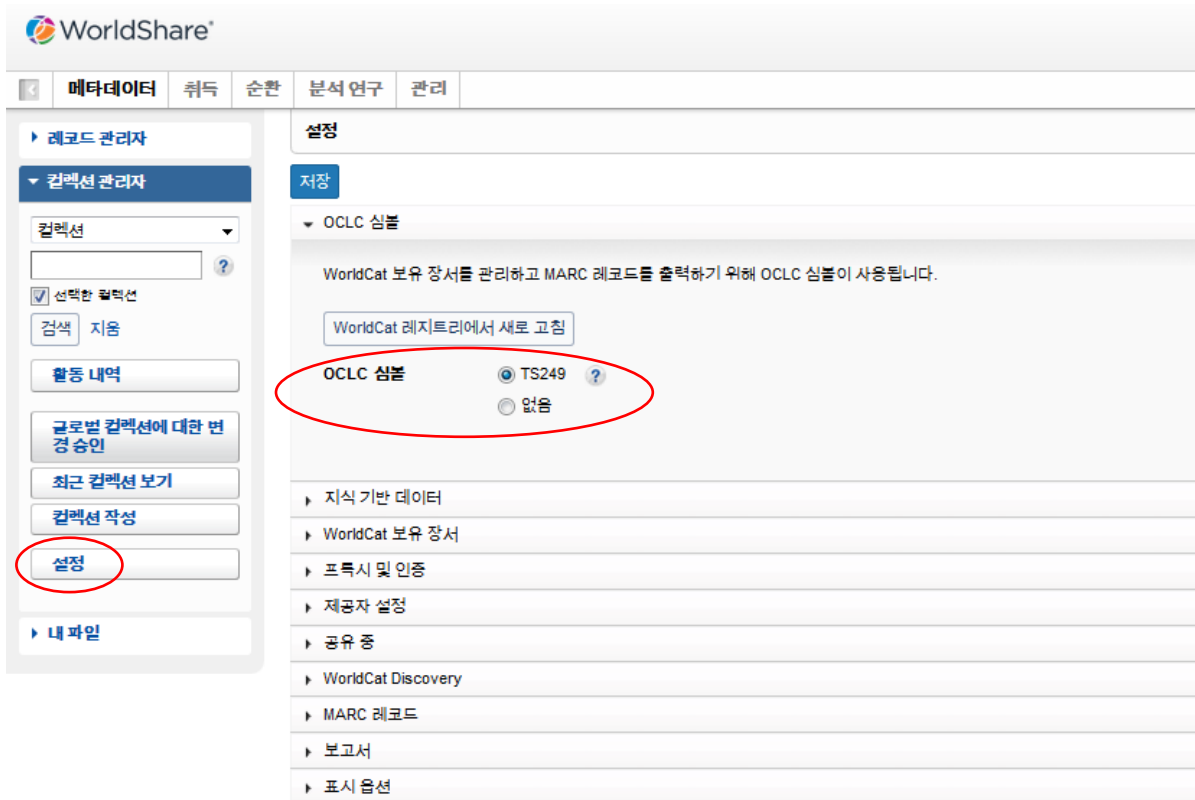 WorldShare®
메타데이터 취득 순환 분석 연구 관리
레코드 관리자
컬렉션 관리자
컬렉션
?
선택한 컬렉션
검색 지움
활동 내역
글로벌 컬렉션에 대한 변
경 승인
최근 컬렉션 보기
컬렉션 작성
설정
내 파일
설정
저장
OCLC 심볼
WorldCat 보유 장서를 관리하고 MARC 레코드를 출력하기 위해 OCLC 심볼이 사용됩니다.
WorldCat 레지트리에서 새로 고침
OCLC 심볼 TS249 ?
없음
지식 기반 데이터
WorldCat 보유 장서
프록시 및 인증
제공자 설정
공유 중
WorldCat Discovery
MARC 레코드
보고서
표시 옵션